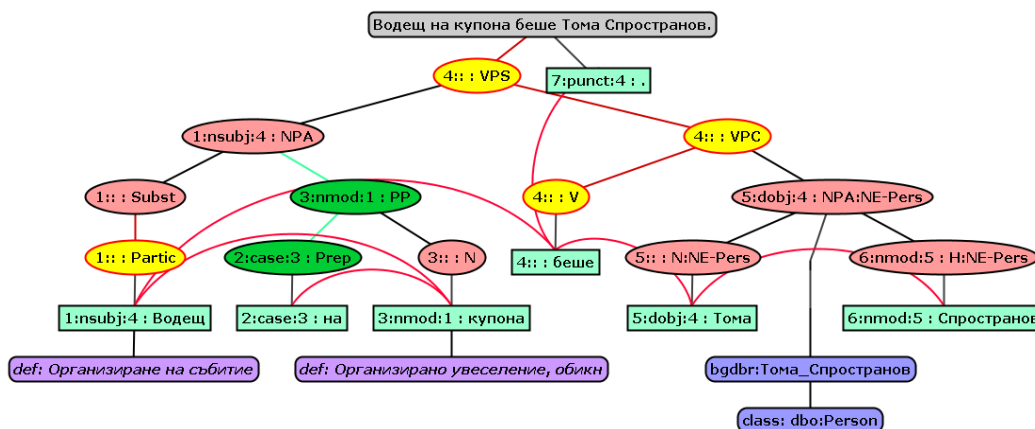 Водещ на купона беше Тома Спространов.
4:: : VPS
7:punct:4 : .
1:nsubj:4 : NPA
4:: : VPC
1:: : Subst
3:nmod:1 : PP
4:: : V
5:dobj:4 : NPA:NE-Pers
1:: : Partic
2:case:3 : Prep
3:: : N
4:: : беше
5:: : N:NE-Pers
6:nmod:5 : H:NE-Pers
1:nsubj:4 : Водещ
2:case:3 : на
3:nmod:1 : купона
5:dobj:4 : Тома
6:nmod:5 : Спространов
def: Организиране на събитие
def: Организирано увеселение, обикн
bgdbr:Тома_Спространов
class: dbo:Person